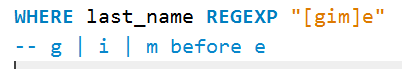 WHERE last_name REGEXP "[gim]e"
-- g | i | m before e